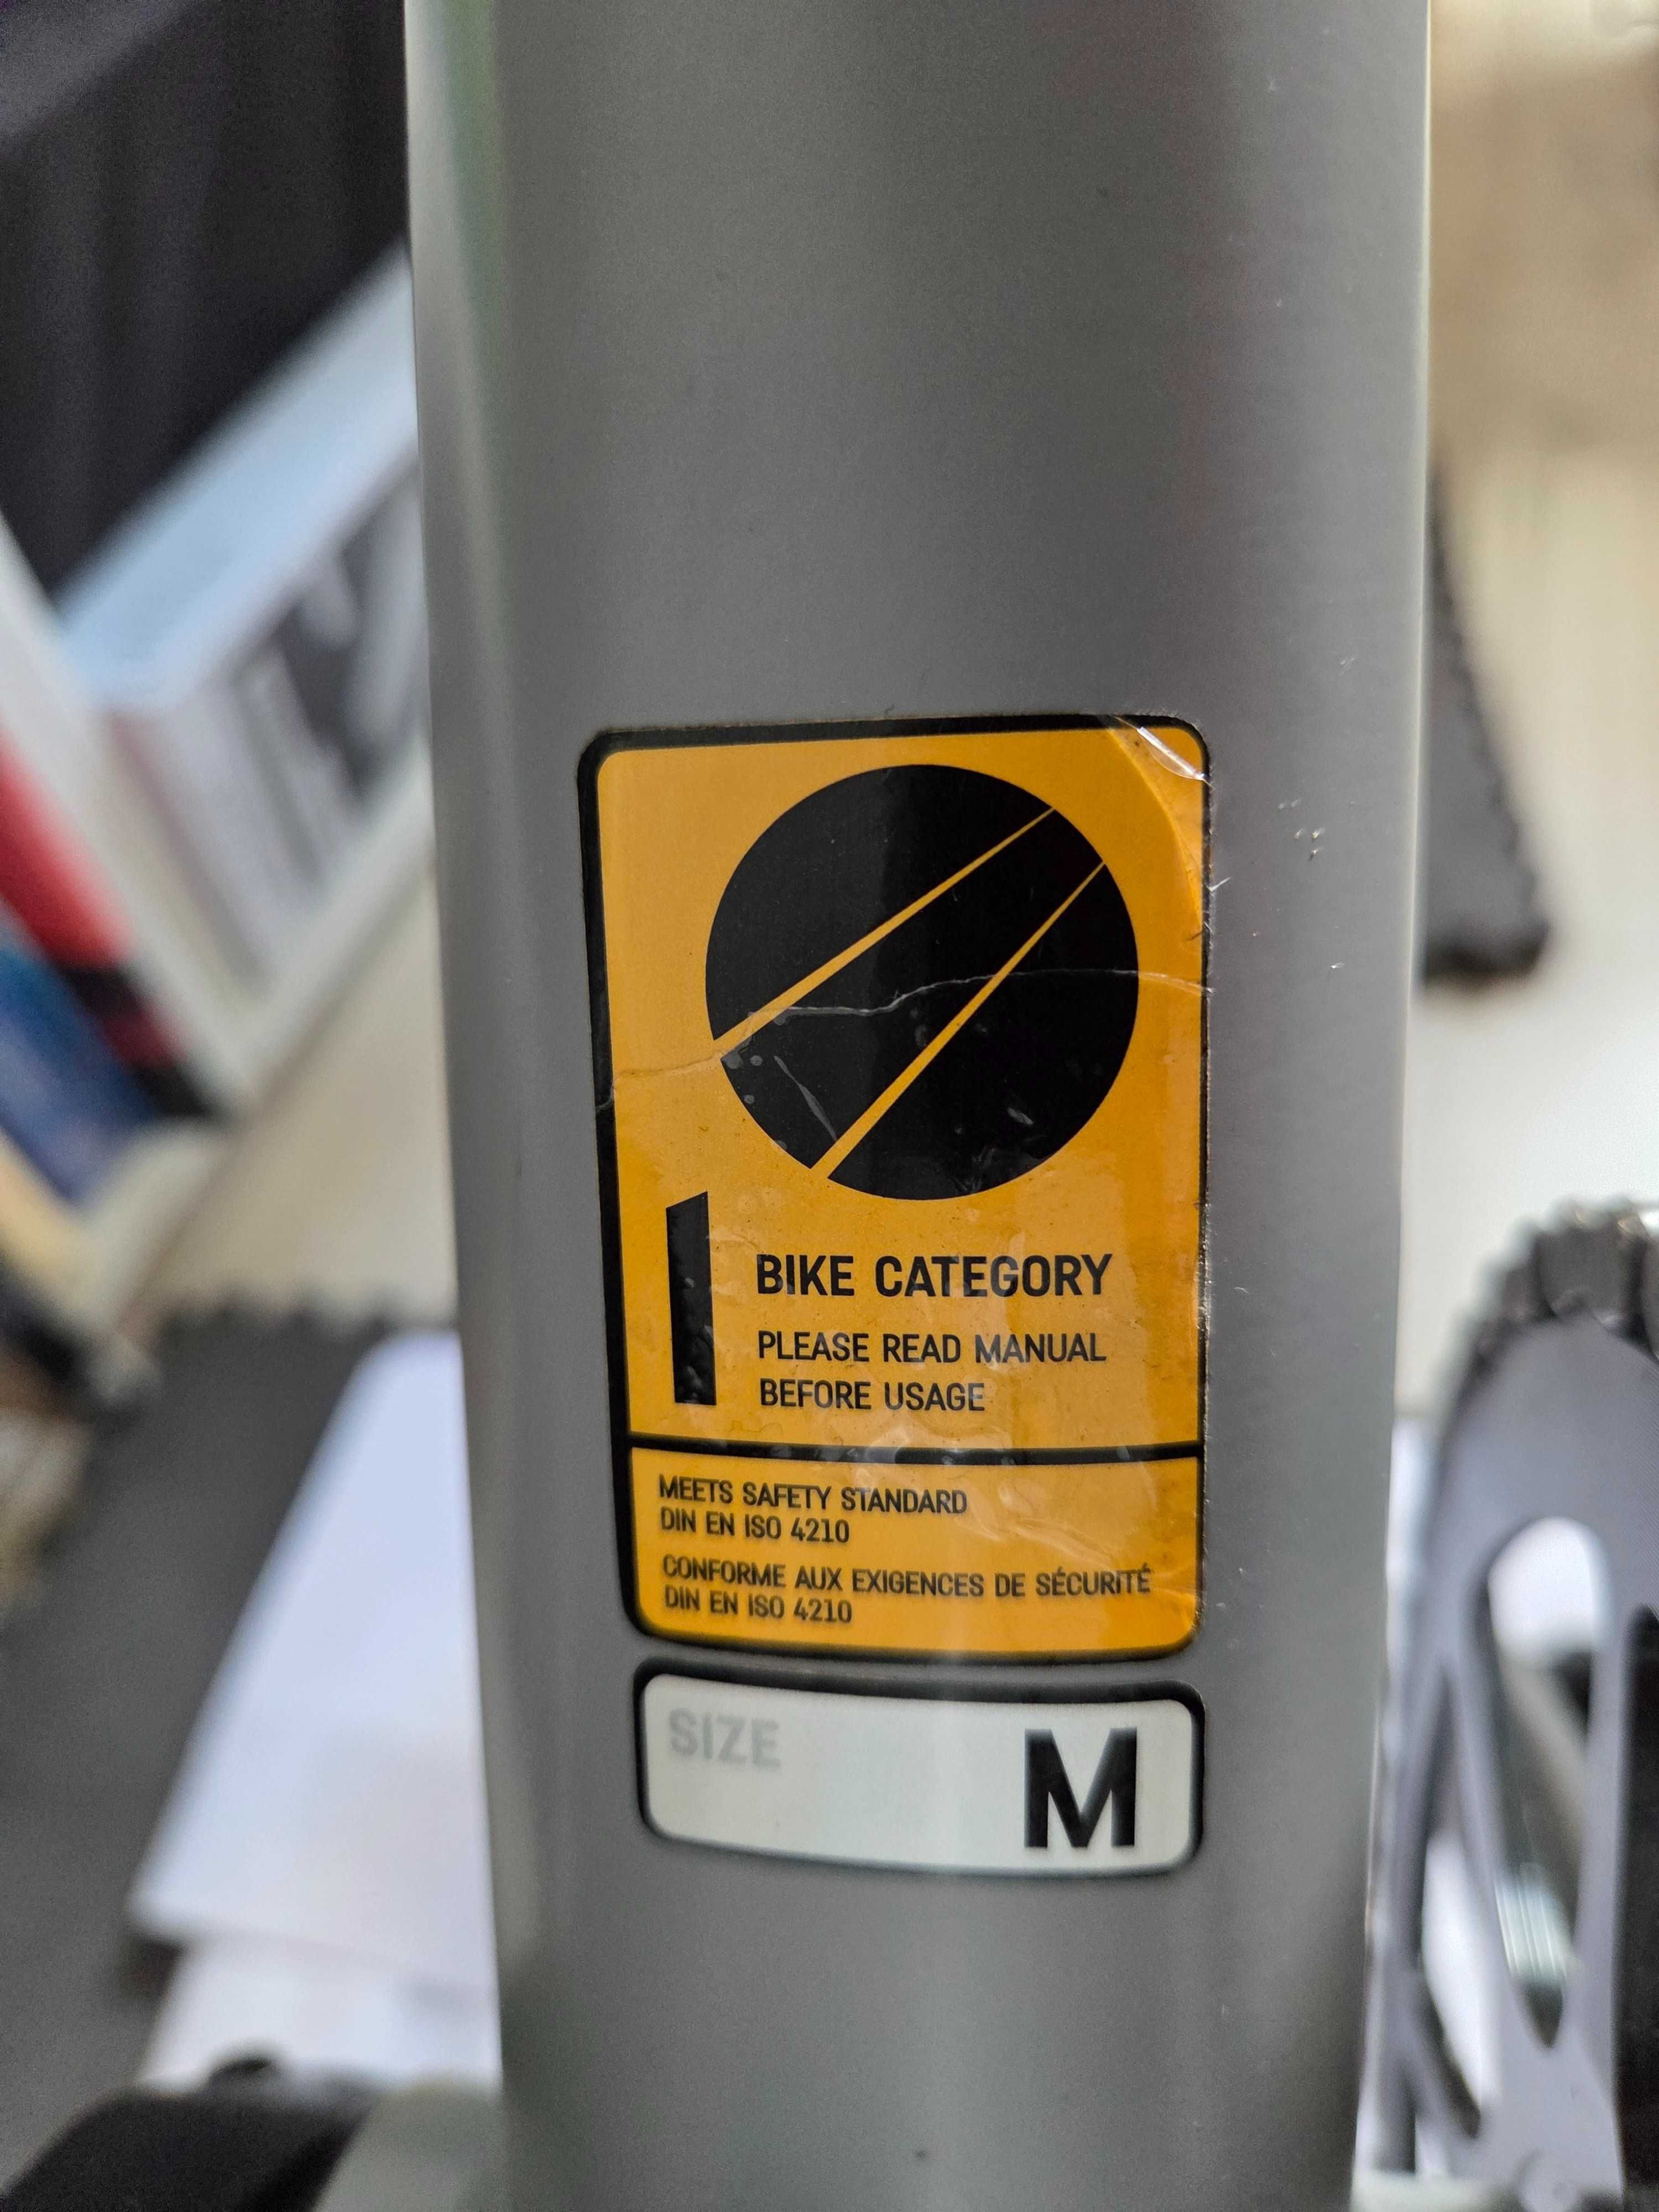 1
BIKE CATEGORY
PLEASE READ MANUAL
BEFORE USAGE
MEETS SAFETY STANDARD
DIN EN ISO 4210
CONFORME AUX EXIGENCES DE SÉCURITÉ
DIN EN ISO 4210
SIZE M